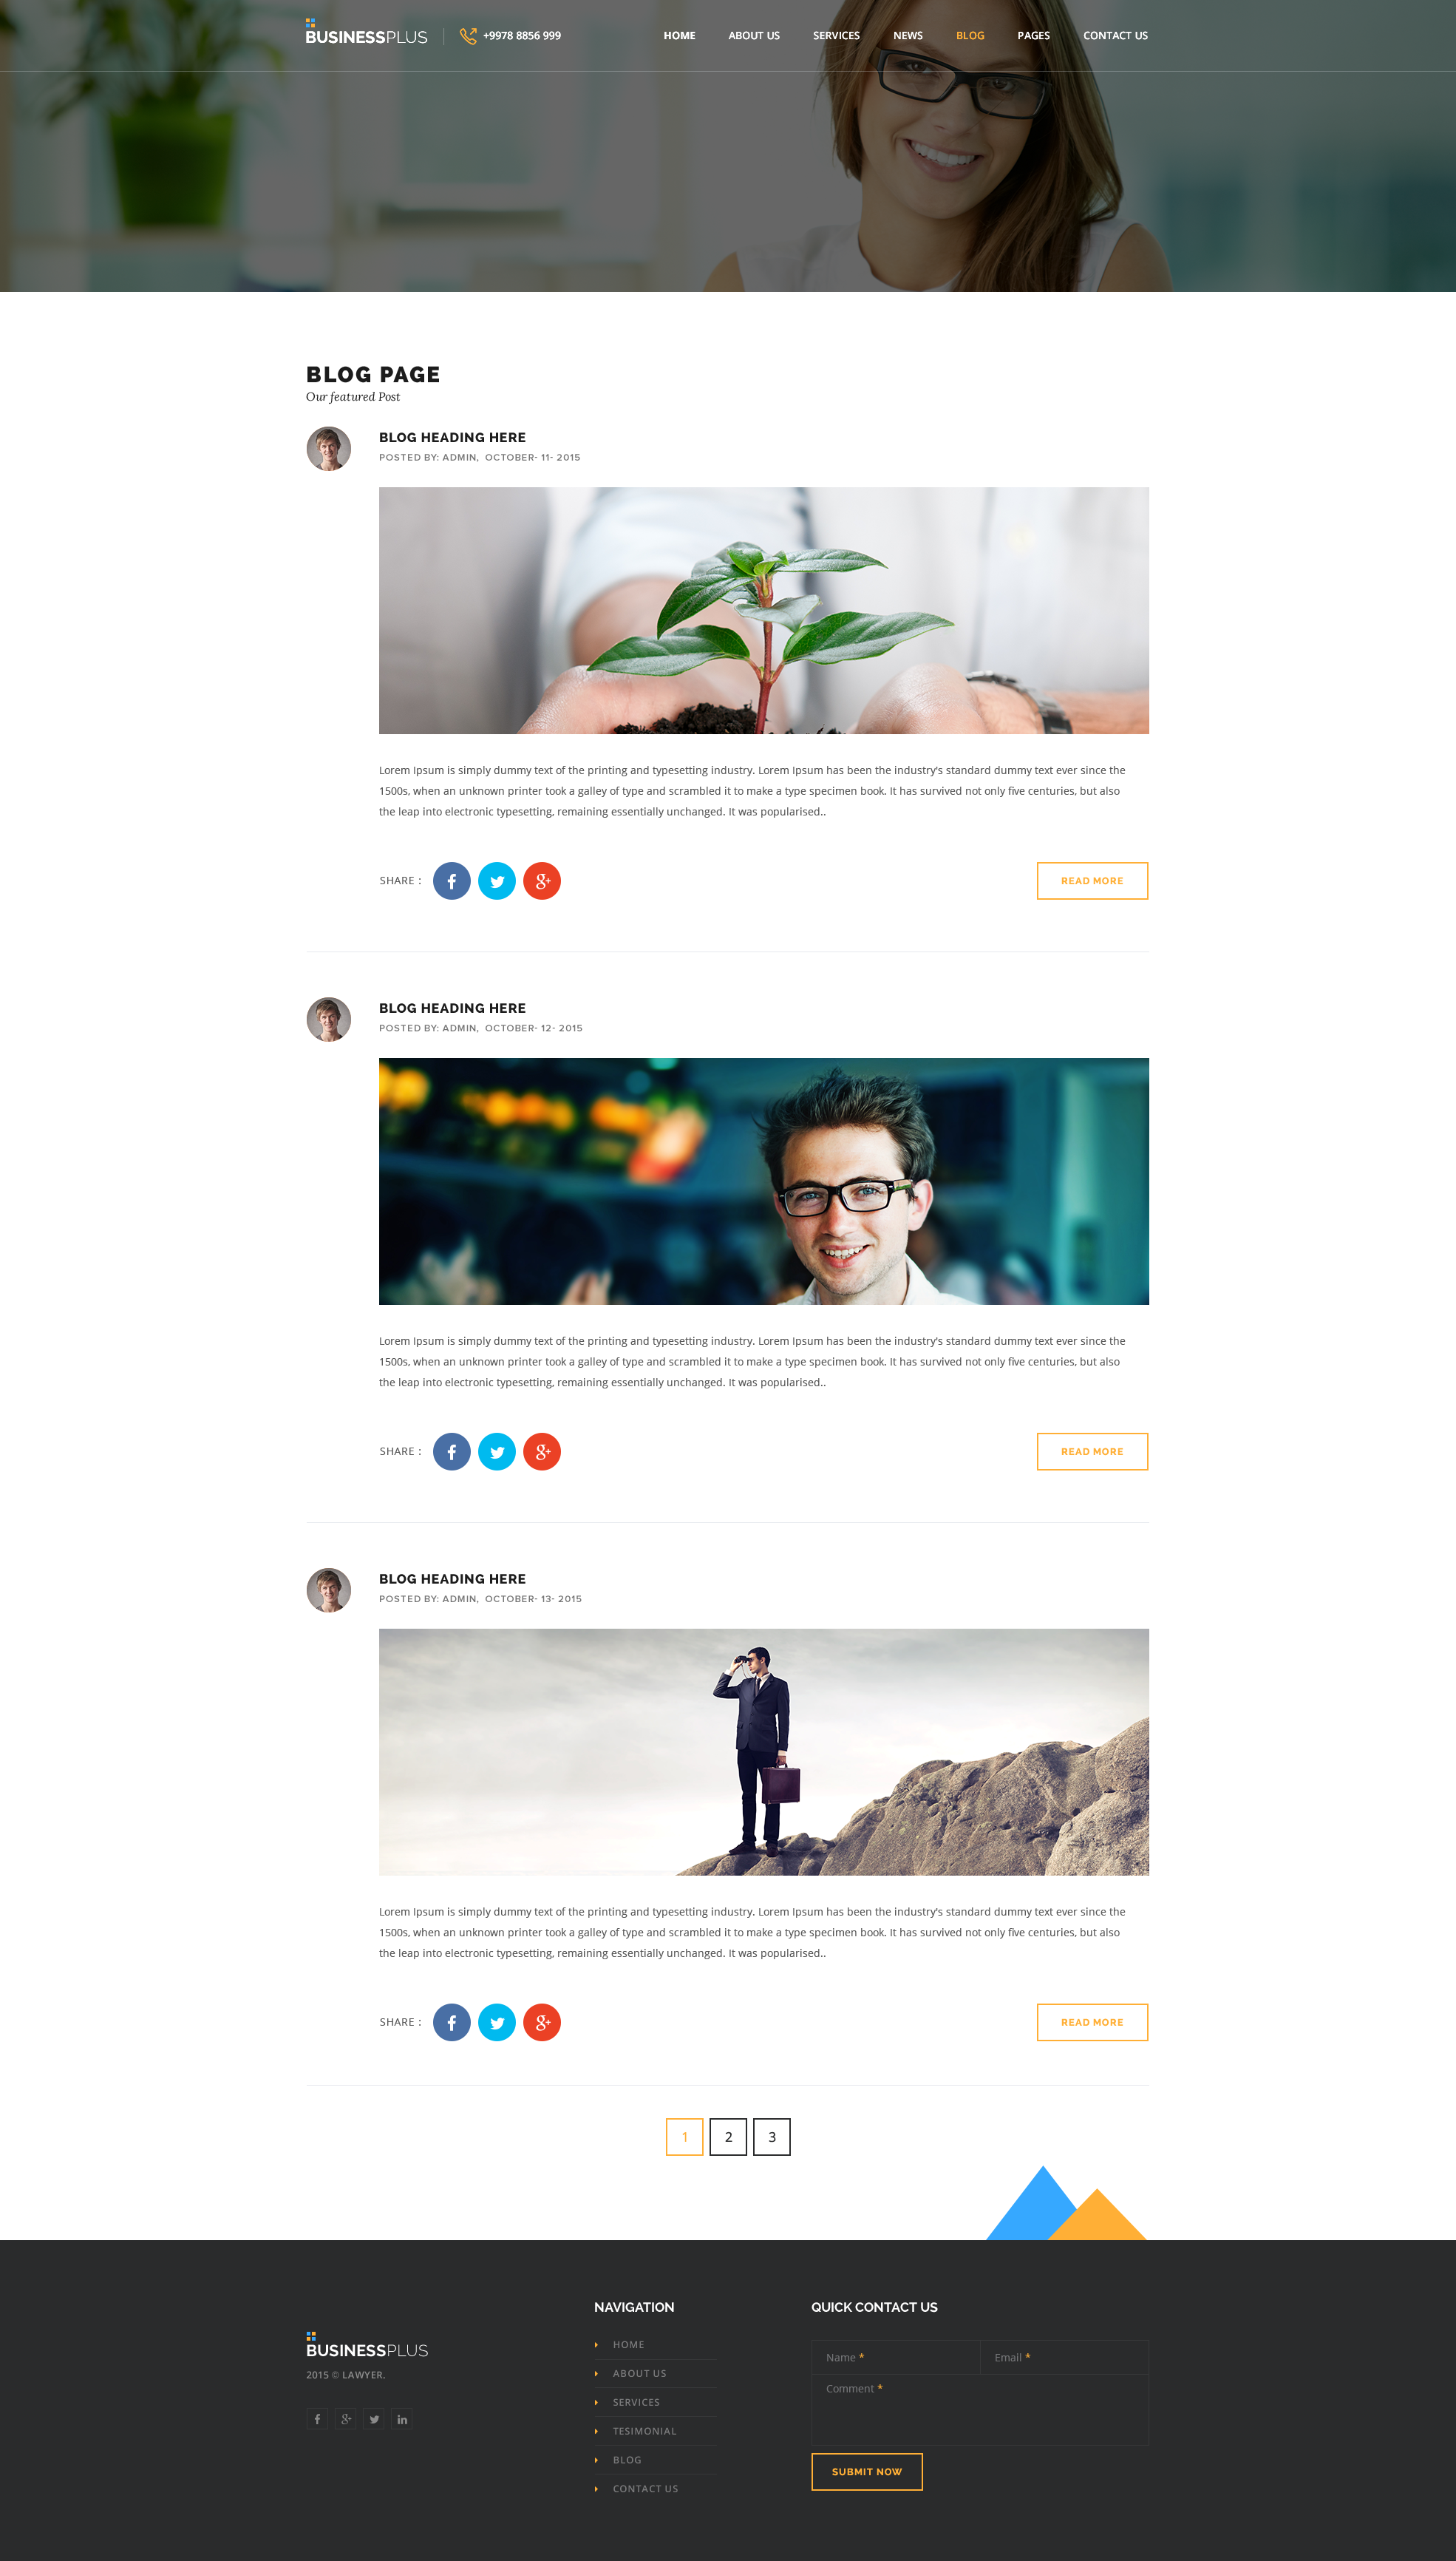 BUSINESSPLUS
+9978 8856 999
HOME ABOUT US SERVICES NEWS BLOG PAGES CONTACT US
BLOG PAGE
Our featured Post
BLOG HEADING HERE
POSTED BY: ADMIN, OCTOBER- 11- 2015
Lorem Ipsum is simply dummy text of the printing and typesetting industry. Lorem Ipsum has been the industry's standard dummy text ever since the
1500s, when an unknown printer took a galley of type and scrambled it to make a type specimen book. It has survived not only five centuries, but also
the leap into electronic typesetting, remaining essentially unchanged. It was popularised..
SHARE :
READ MORE
BLOG HEADING HERE
POSTED BY: ADMIN, OCTOBER- 12- 2015
Lorem Ipsum is simply dummy text of the printing and typesetting industry. Lorem Ipsum has been the industry's standard dummy text ever since the
1500s, when an unknown printer took a galley of type and scrambled it to make a type specimen book. It has survived not only five centuries, but also
the leap into electronic typesetting, remaining essentially unchanged. It was popularised..
SHARE :
READ MORE
BLOG HEADING HERE
POSTED BY: ADMIN, OCTOBER- 13- 2015
Lorem Ipsum is simply dummy text of the printing and typesetting industry. Lorem Ipsum has been the industry's standard dummy text ever since the
1500s, when an unknown printer took a galley of type and scrambled it to make a type specimen book. It has survived not only five centuries, but also
the leap into electronic typesetting, remaining essentially unchanged. It was popularised..
SHARE :
READ MORE
1 2 3
BUSINESSPLUS
2015 © LAWYER.
NAVIGATION
HOME
ABOUT US
SERVICES
TESIMONIAL
BLOG
CONTACT US
QUICK CONTACT US
Name * Email *
Comment *
SUBMIT NOW